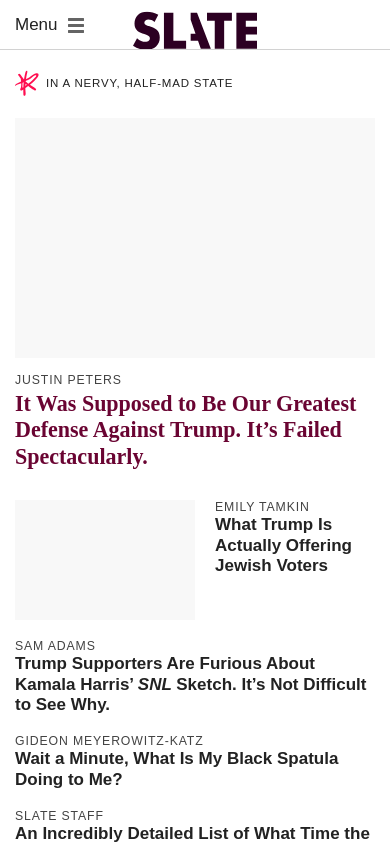 Menu
SLATE
IN A NERVY, HALF-MAD STATE
JUSTIN PETERS
It Was Supposed to Be Our Greatest
Defense Against Trump. It’s Failed
Spectacularly.
EMILY TAMKIN
What Trump Is
Actually Offering
Jewish Voters
SAM ADAMS
Trump Supporters Are Furious About
Kamala Harris’ SNL Sketch. It’s Not Difficult
to See Why.
GIDEON MEYEROWITZ-KATZ
Wait a Minute, What Is My Black Spatula
Doing to Me?
SLATE STAFF
An Incredibly Detailed List of What Time the